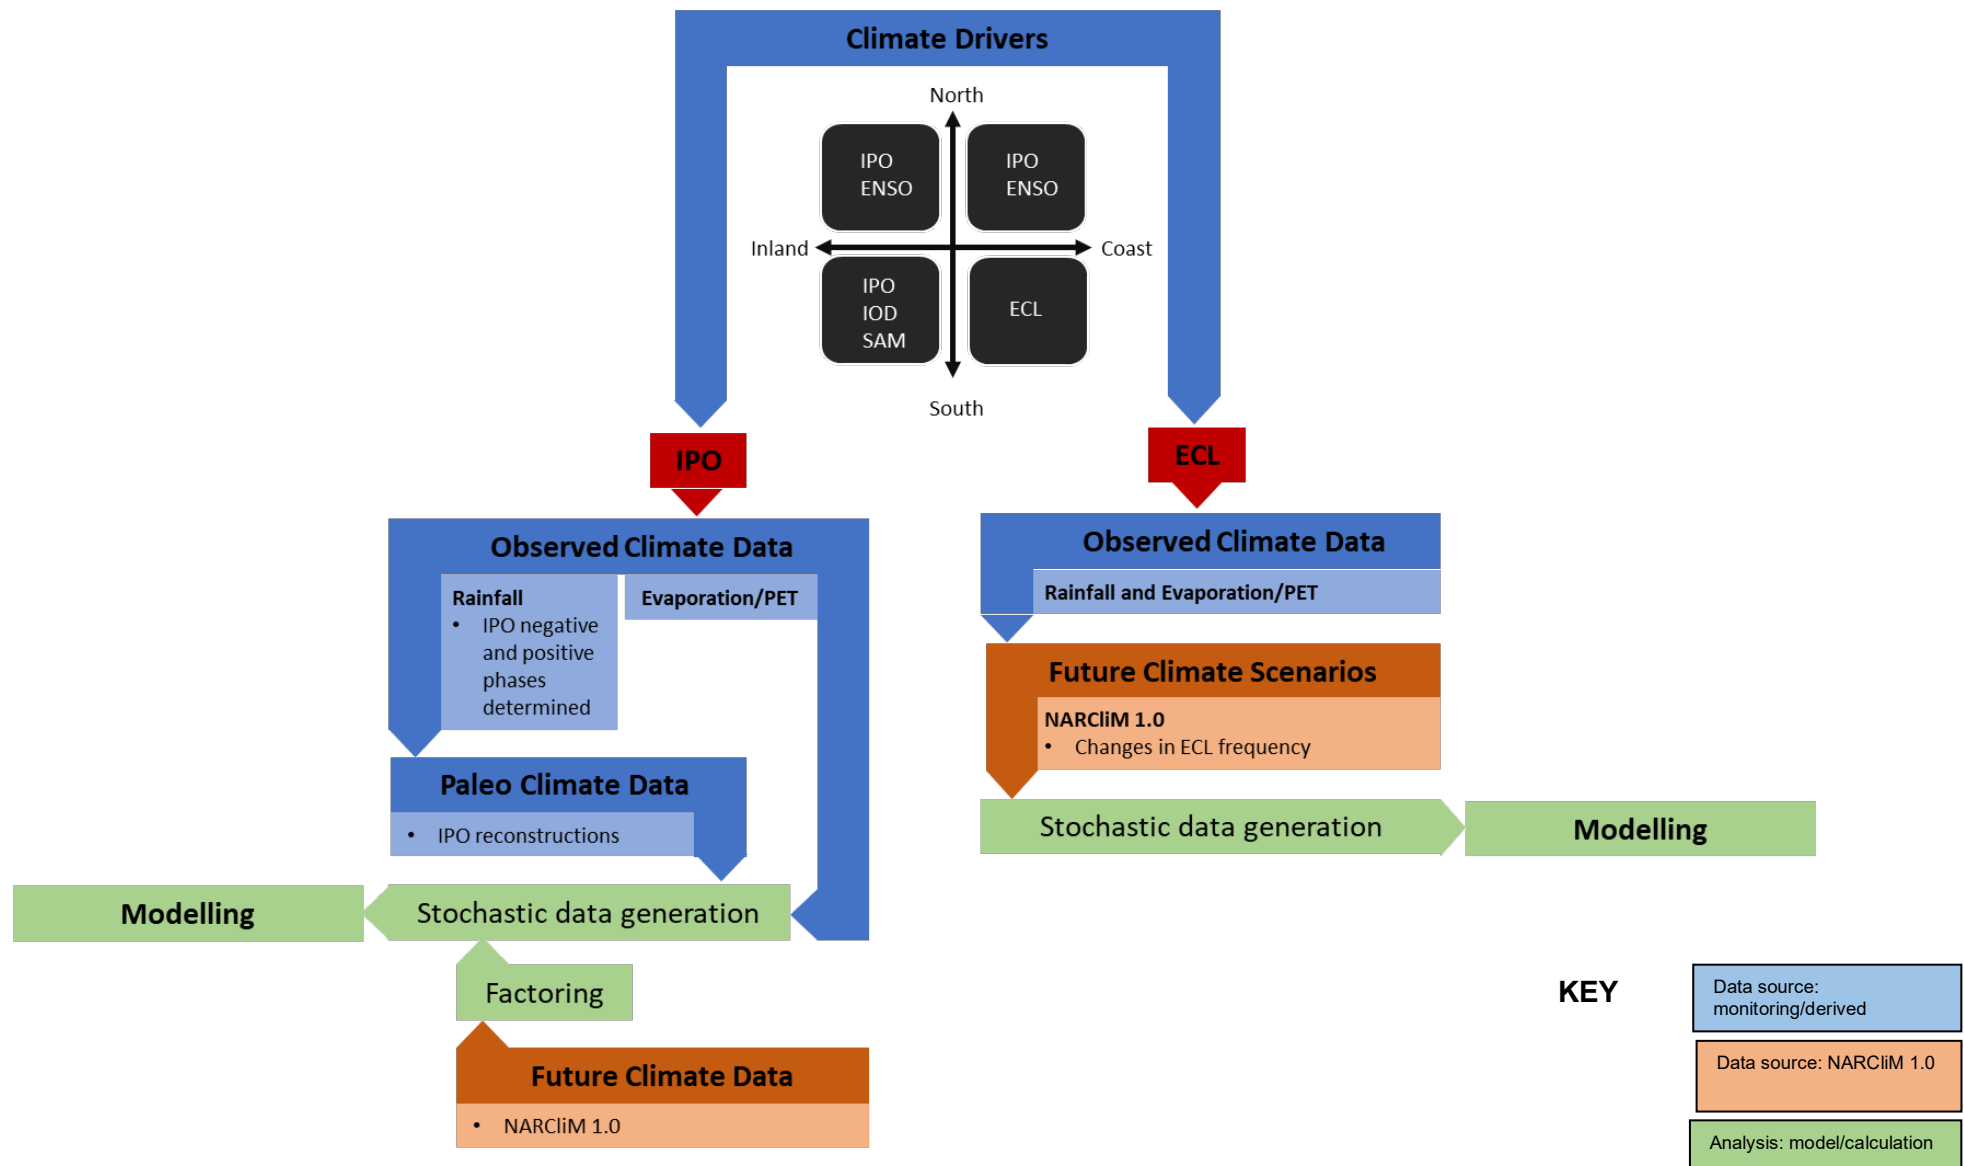 Climate Drivers
North
IPO
ENSO
IPO
ENSO
Inland
Coast
IPO
IOD
SAM
ECL
South
IPO
Observed Climate Data
Rainfall
• IPO negative
and positive
phases
determined
Evaporation/PET
Paleo Climate Data
• IPO reconstructions
Stochastic data generation
Modelling
Factoring
Future Climate Data
• NARCliM 1.0
ECL
Observed Climate Data
Rainfall and Evaporation/PET
Future Climate Scenarios
NARCliM 1.0
• Changes in ECL frequency
Stochastic data generation
Modelling
KEY
Data source:
monitoring/derived
Data source: NARCliM 1.0
Analysis: model/calculation